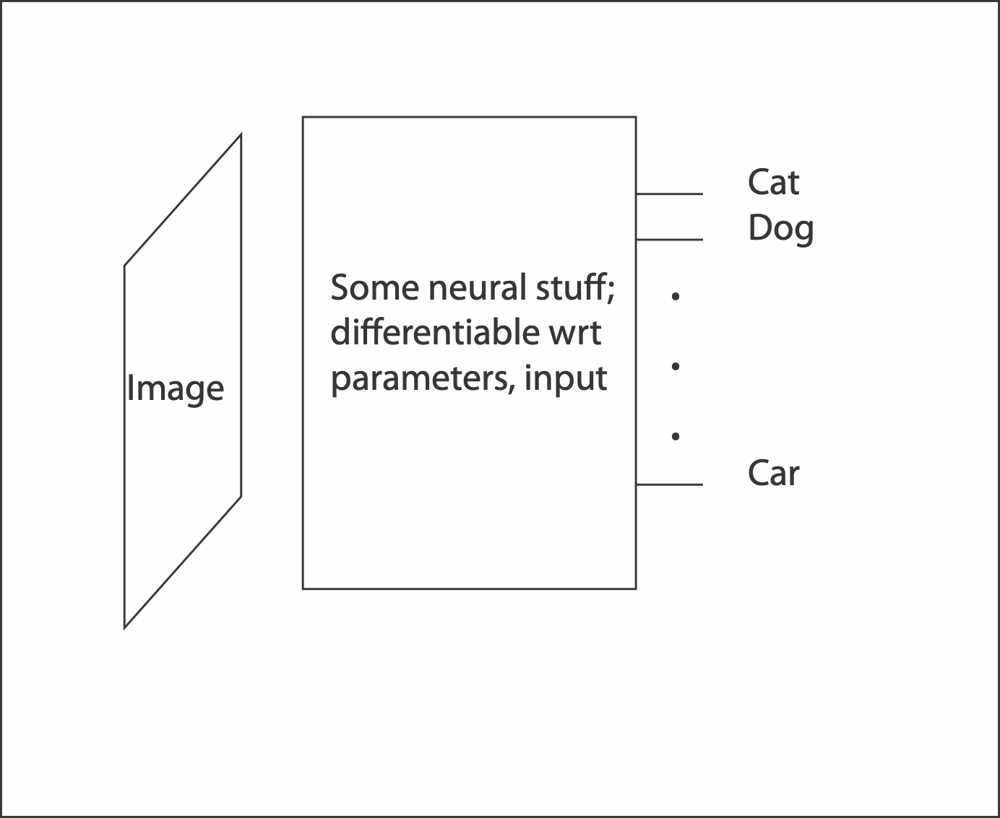 Image
Some neural stuff;
differentiable wrt
parameters, input
Cat
Dog
Car